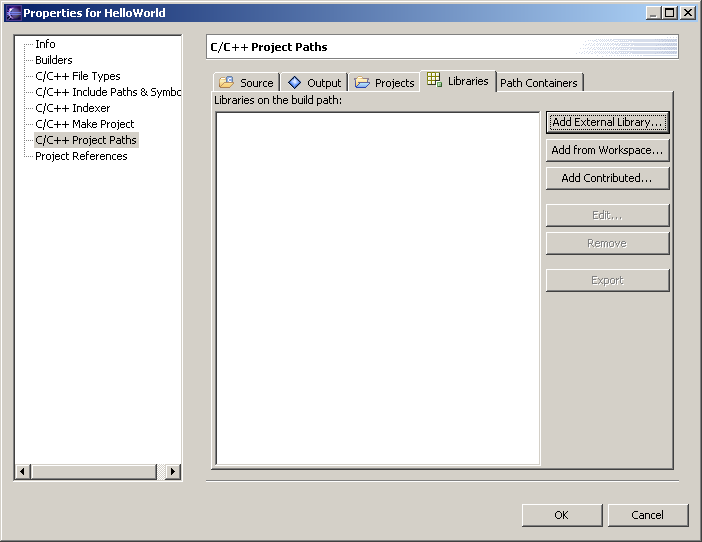 Properties for HelloWorld
Info
Builders
C/C++ File Types
C/C++ Include Paths & Symbo
C/C++ Indexer
C/C++ Make Project
C/C++ Project Paths
Project References
C/C++ Project Paths
Source Output Projects Libraries Path Containers
Libraries on the build path:
Add External Library...
Add from Workspace...
Add Contributed...
Edit...
Remove
Export
OK Cancel